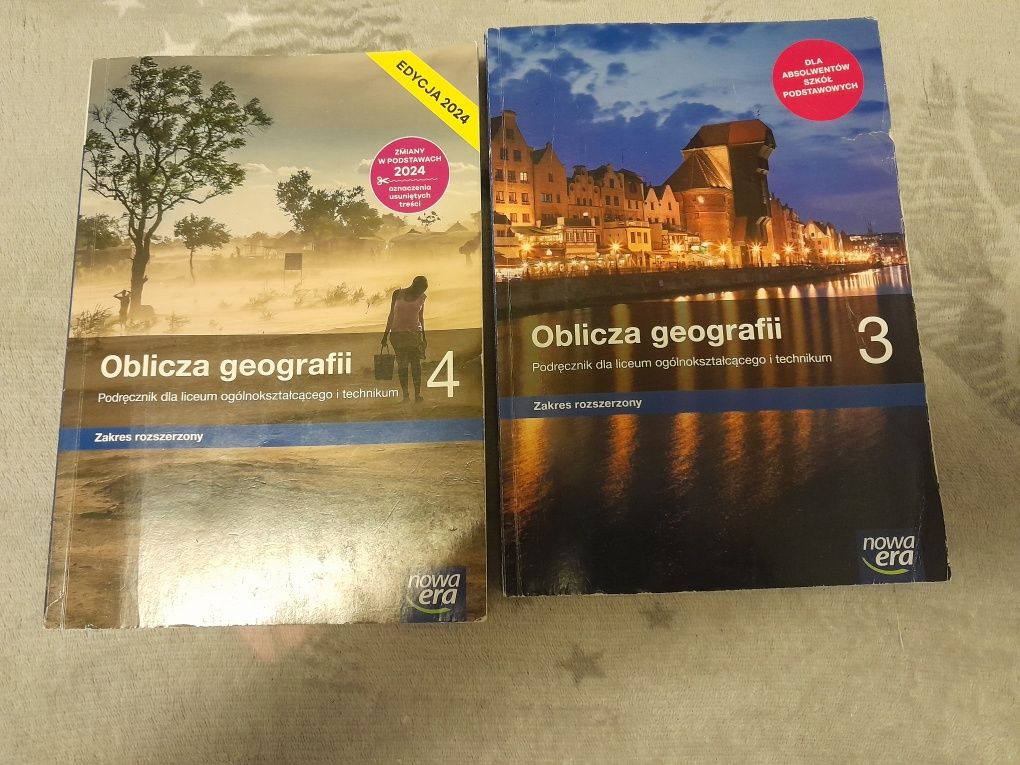 EDYCJA 2024
ZMIANY
W PODSTAWACH
2024
oznaczenia
usuniętych
treści
Oblicza geografii
4
Podręcznik dla liceum ogólnokształcącego i technikum
Zakres rozszerzony
nowa
era
DLA
ABSOLWENTÓW
SZKÓŁ
PODSTAWOWYCH
Oblicza geografii
3
Podręcznik dla liceum ogólnokształcącego i technikum
Zakres rozszerzony
nowa
era